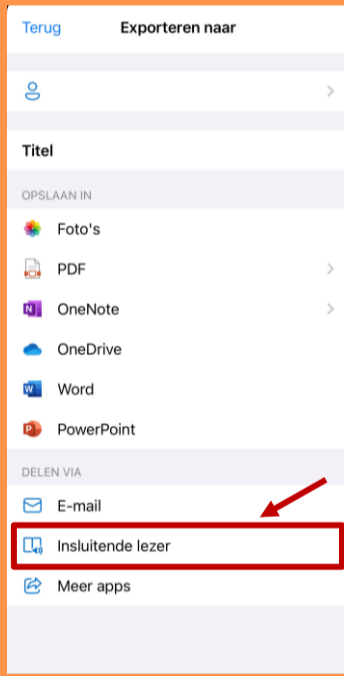 Terug Exporteren naar
Titel
OPSLAAN IN
Foto's
PDF
OneNote
OneDrive
Word
PowerPoint
DELEN VIA
E-mail
Insluitende lezer
Meer apps